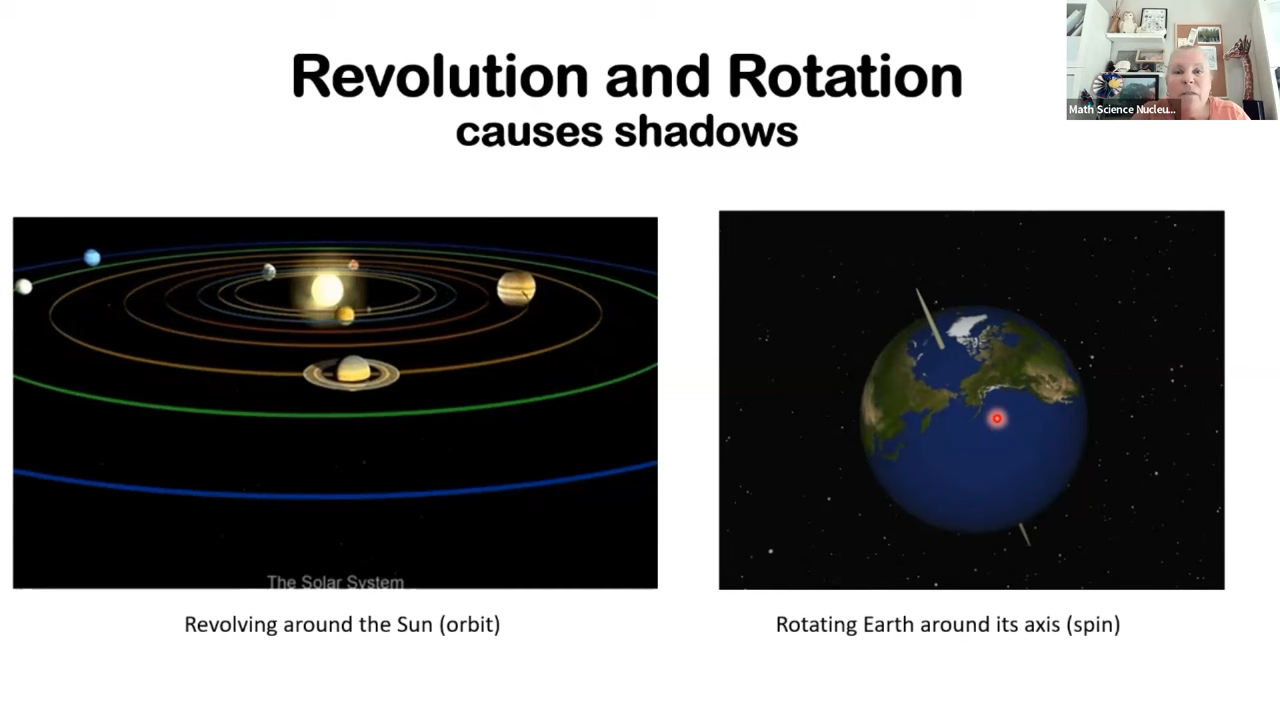 Revolution and Rotation
causes shadows
Math Science Nucleu...
The Solar System
Revolving around the Sun (orbit)
Rotating Earth around its axis (spin)